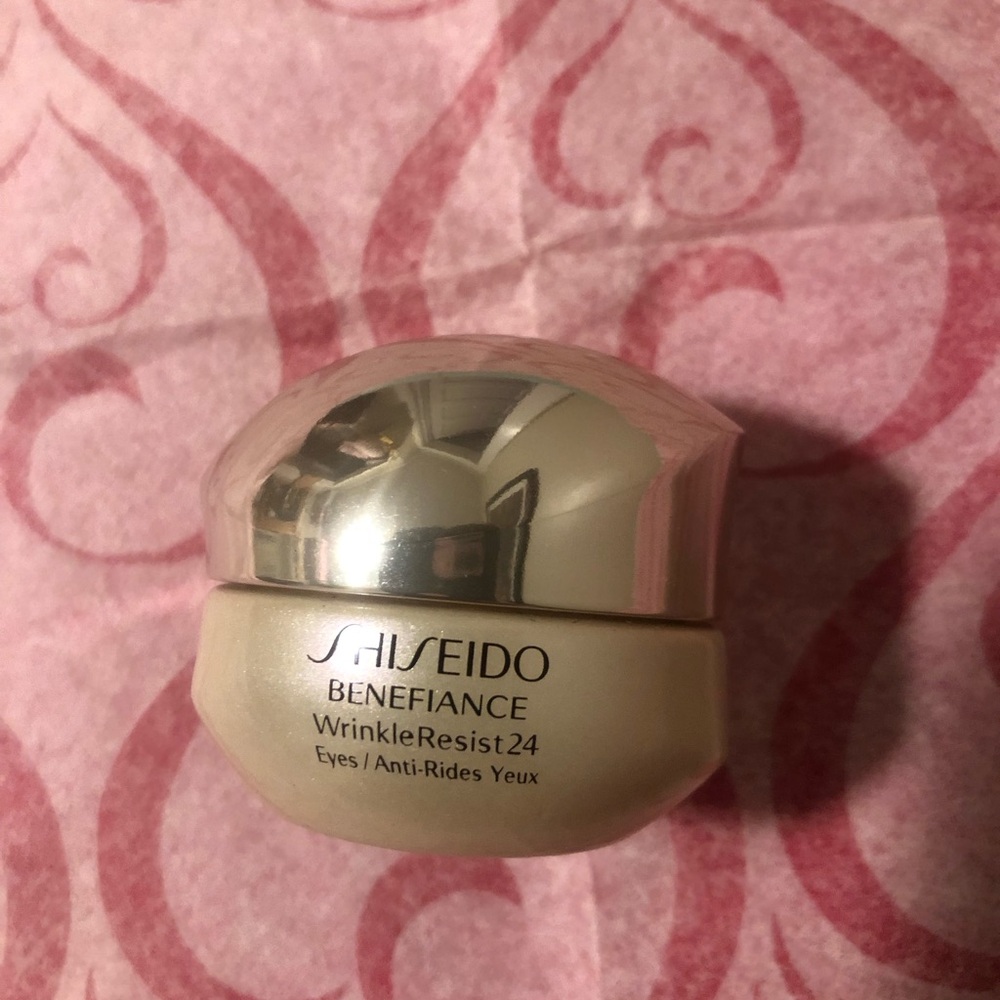 SHISEIDO
BENEFIANCE
WrinkleResist24
Eyes / Anti-Rides Yeux